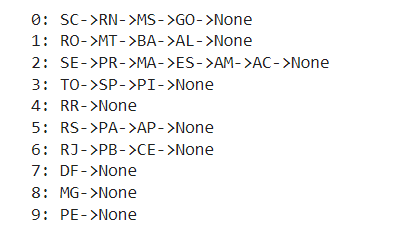 0: SC->RN->MS->GO->None
1: RO->MT->BA->AL->None
2: SE->PR->MA->ES->AM->AC->None
3: TO->SP->PI->None
4: RR->None
5: RS->PA->AP->None
6: RJ->PB->CE->None
7: DF->None
8: MG->None
9: PE->None